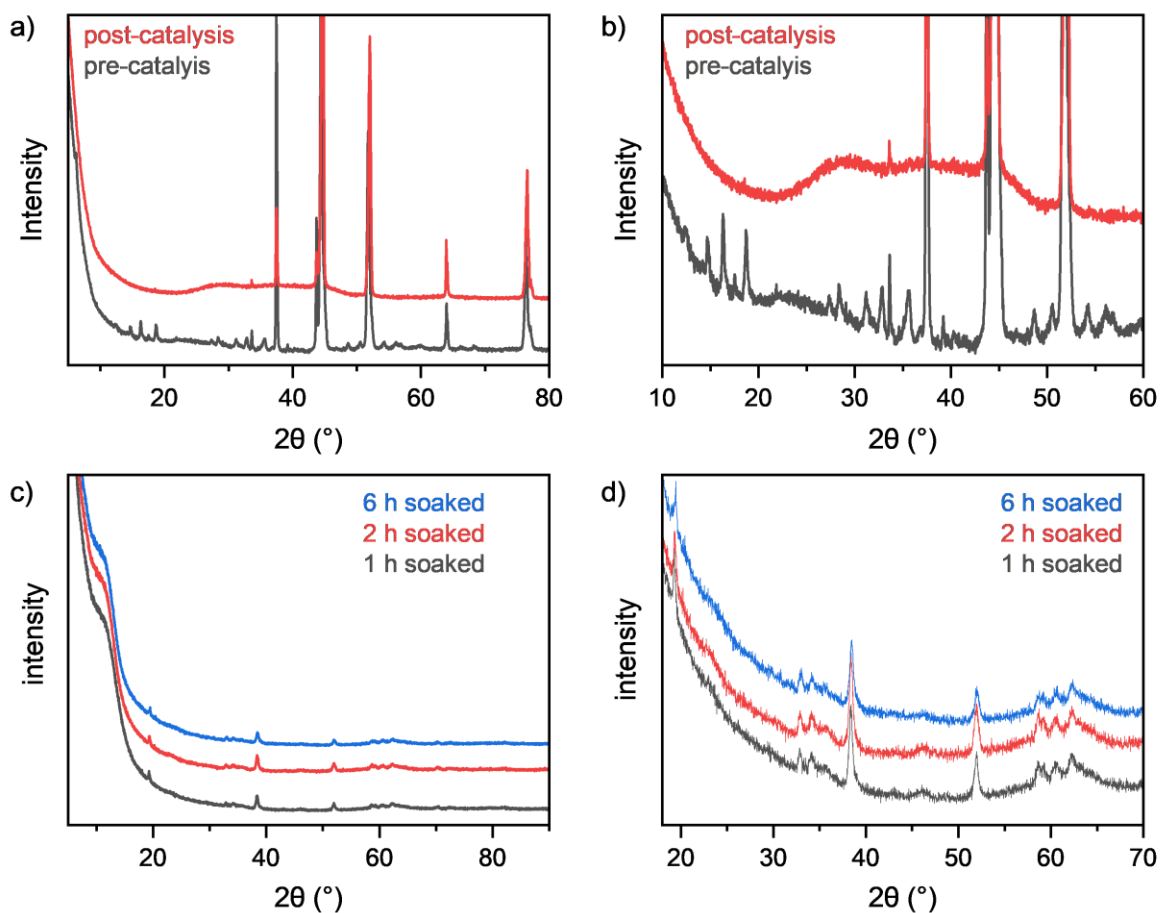 a)
post-catalysis
pre-catalyis
Intensity
20 40 60 80
2θ (°)
b)
post-catalysis
pre-catalyis
Intensity
10 20 30 40 50 60
2θ (°)
c)
6 h soaked
2 h soaked
1 h soaked
intensity
20 40 60 80
2θ (°)
d)
6 h soaked
2 h soaked
1 h soaked
intensity
20 30 40 50 60 70
2θ (°)